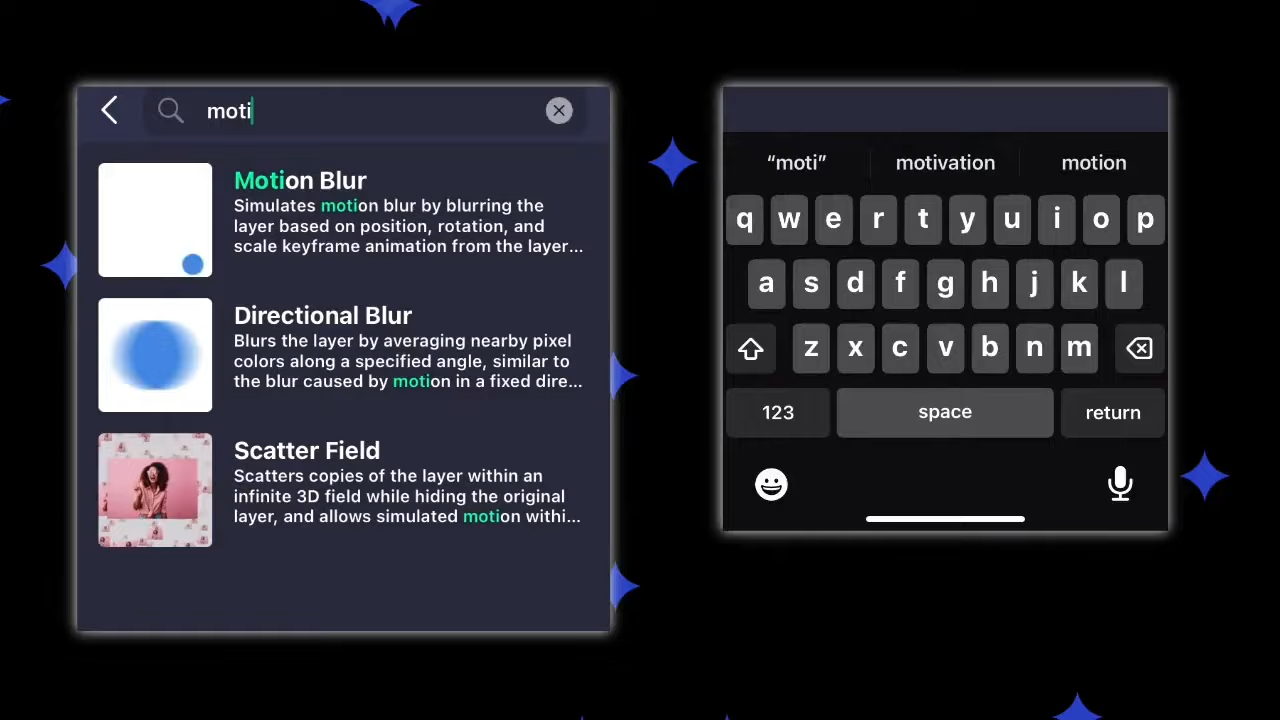 moti
Motion Blur
Simulates motion blur by blurring the
layer based on position, rotation, and
scale keyframe animation from the layer...
Directional Blur
Blurs the layer by averaging nearby pixel
colors along a specified angle, similar to
the blur caused by motion in a fixed dire...
Scatter Field
Scatters copies of the layer within an
infinite 3D field while hiding the original
layer, and allows simulated motion withi...
“moti” motivation motion
q w e r t y u i o p
a s d f g h j k l
z x c v b n m
123 space return